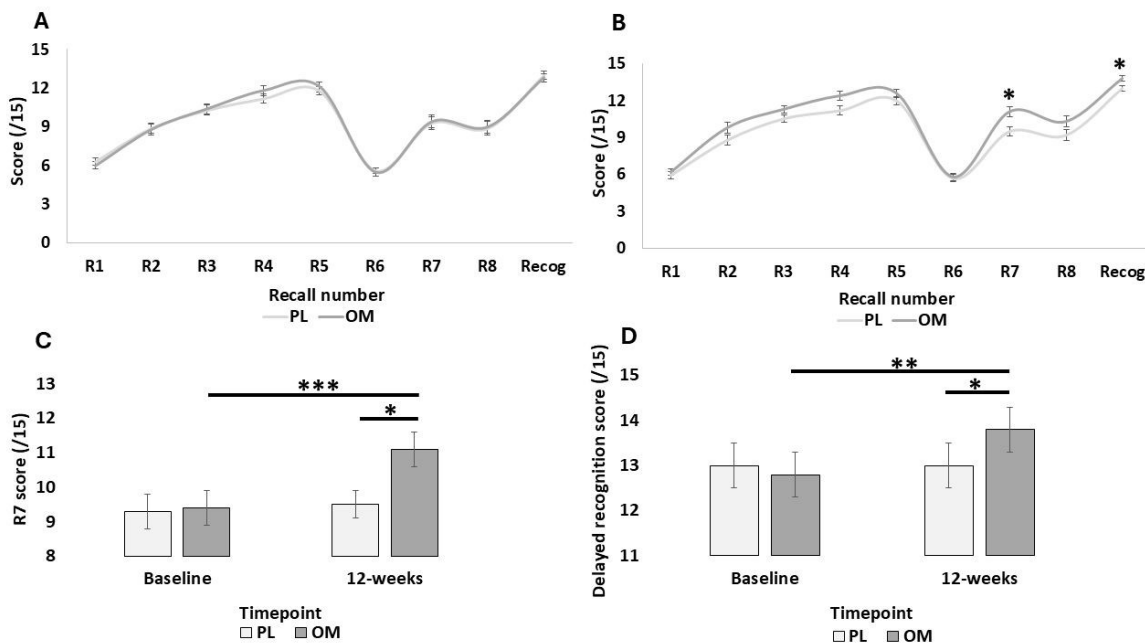 A
Score (/15)
15
12
9
6
3
0
R1 R2 R3 R4 R5 R6 R7 R8 Recog
Recall number
PL OM
B
Score (/15)
15
12
9
6
3
0
*
*
R1 R2 R3 R4 R5 R6 R7 R8 Recog
Recall number
PL OM
C
R7 score (/15)
13
12
11
10
9
8
***
*
Baseline 12-weeks
Timepoint
PL OM
D
Delayed recognition score (/15)
15
14
13
12
11
**
*
Baseline 12-weeks
Timepoint
PL OM